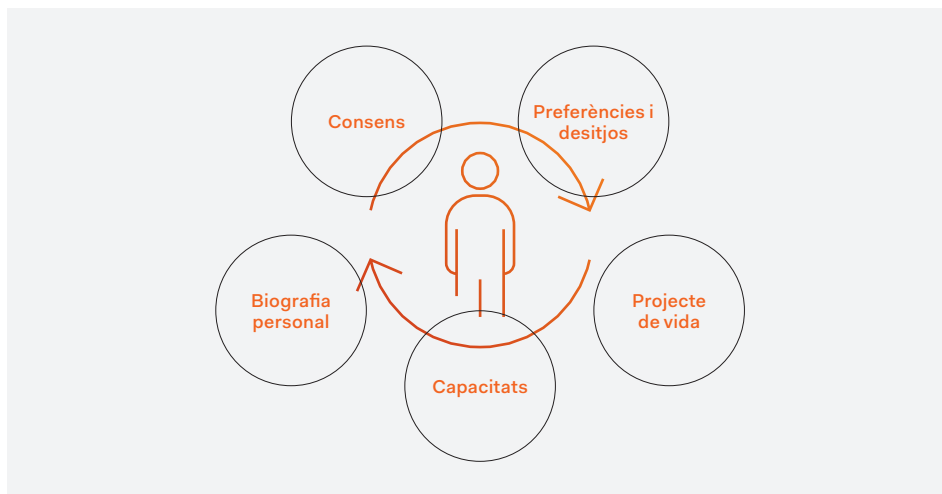 Consens
Preferències i
desitjos
Biografia
personal
Projecte
de vida
Capacitats